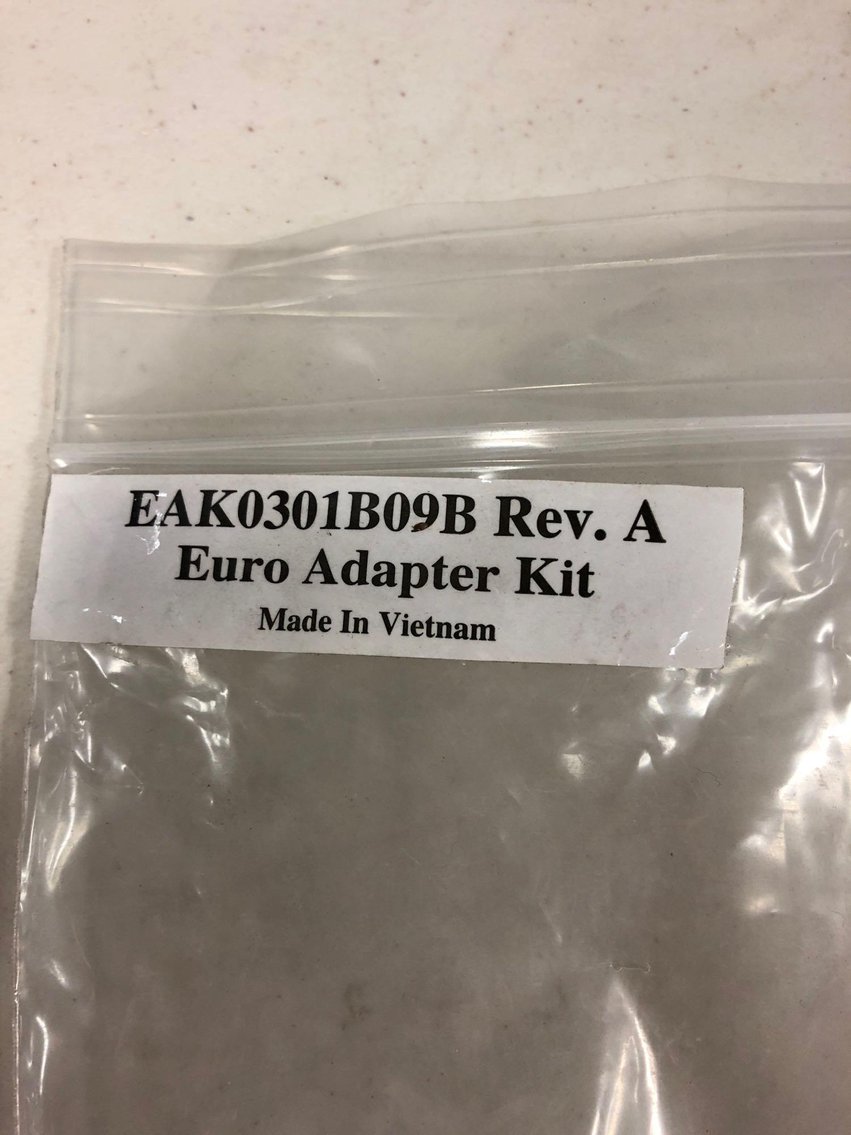 EAK0301B09B Rev. A
Euro Adapter Kit
Made In Vietnam